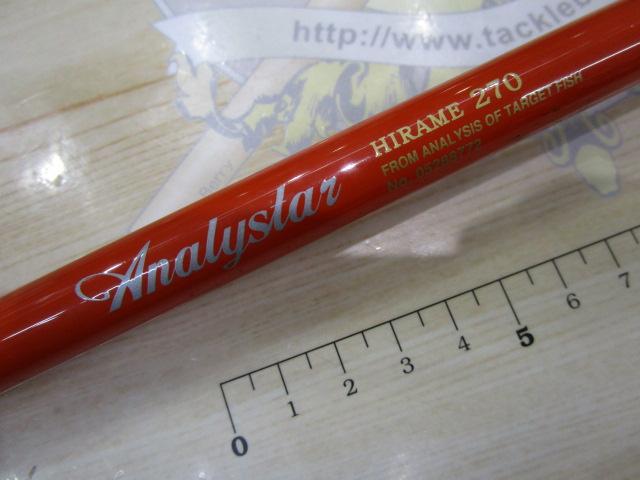 http://www.tackleb
HIRAME 270
FROM ANALYSIS OF TARGET FISH
Analystar
0 1 2 3 4 5 6 7